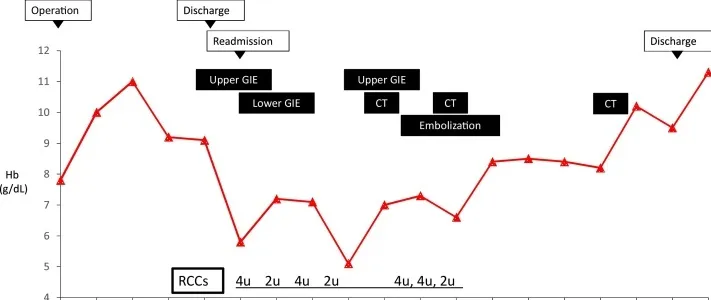 Operation
Discharge
Readmission
Discharge
12
11
10
9
8
7
6
5
4
Hb
(g/dL)
Upper GIE
Upper GIE
Lower GIE
CT
CT
CT
Embolization
RCCs
4u 2u 4u 2u 4u, 4u, 2u